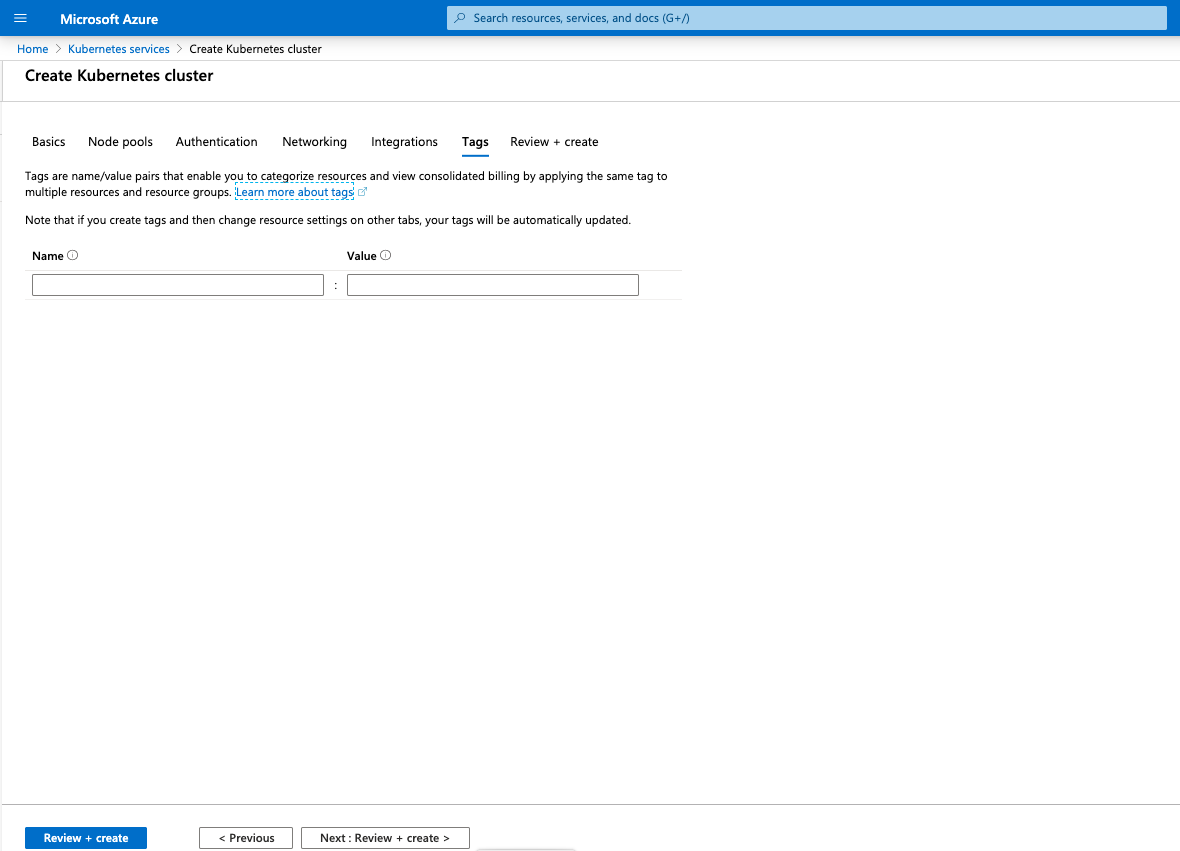 Microsoft Azure
Search resources, services, and docs (G+/)
Home > Kubernetes services > Create Kubernetes cluster
Create Kubernetes cluster
Basics Node pools Authentication Networking Integrations Tags Review + create
Tags are name/value pairs that enable you to categorize resources and view consolidated billing by applying the same tag to
multiple resources and resource groups. Learn more about tags
Note that if you create tags and then change resource settings on other tabs, your tags will be automatically updated.
Name Value
:
Review + create < Previous Next : Review + create >